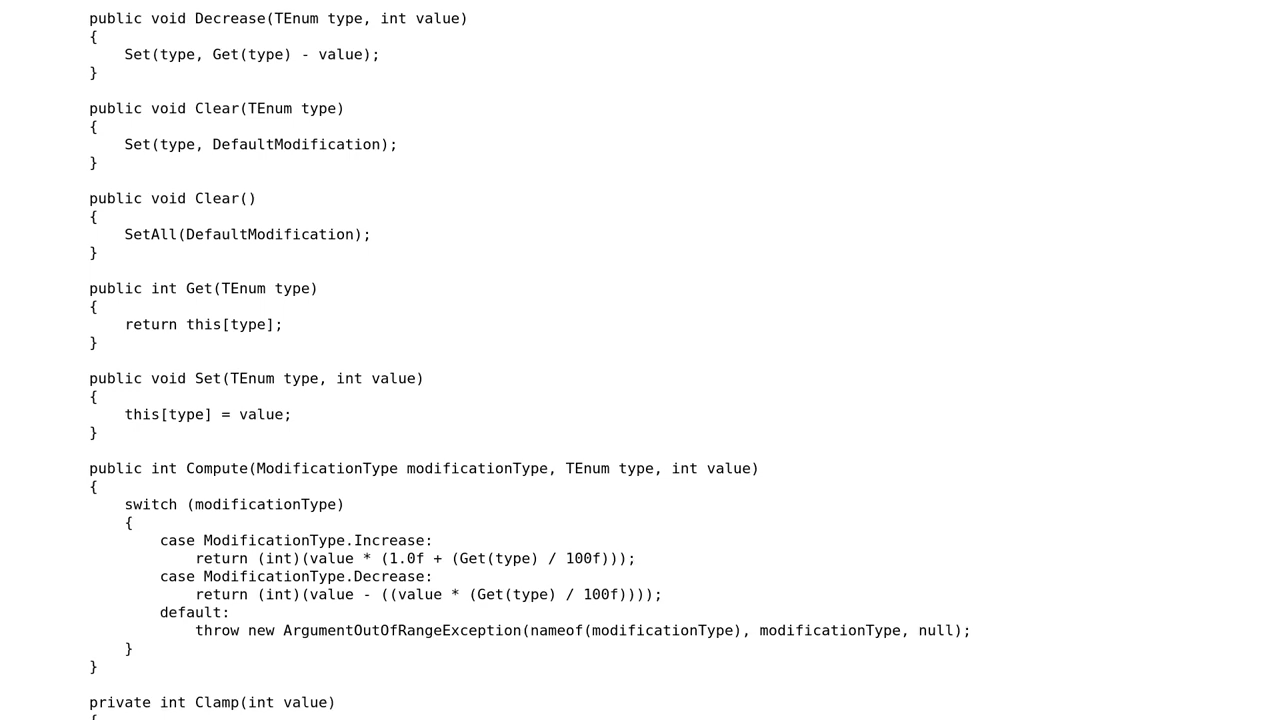 public void Decrease(TEnum type, int value)
{
    Set(type, Get(type) - value);
}

public void Clear(TEnum type)
{
    Set(type, DefaultModification);
}

public void Clear()
{
    SetAll(DefaultModification);
}

public int Get(TEnum type)
{
    return this[type];
}

public void Set(TEnum type, int value)
{
    this[type] = value;
}

public int Compute(ModificationType modificationType, TEnum type, int value)
{
    switch (modificationType)
    {
        case ModificationType.Increase:
            return (int)(value * (1.0f + (Get(type) / 100f)));
        case ModificationType.Decrease:
            return (int)(value - ((value * (Get(type) / 100f))));
        default:
            throw new ArgumentOutOfRangeException(nameof(modificationType), modificationType, null);
    }
}

private int Clamp(int value)
{